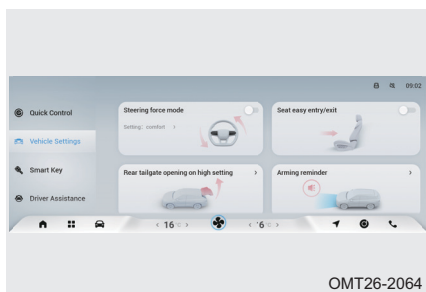 09:02
Quick Control
Vehicle Settings
Smart Key
Driver Assistance
Steering force mode
Setting: comfort >
Seat easy entry/exit
Rear tailgate opening on high setting >
Arming reminder >
< 16 >
< 16 >
OMT26-2064